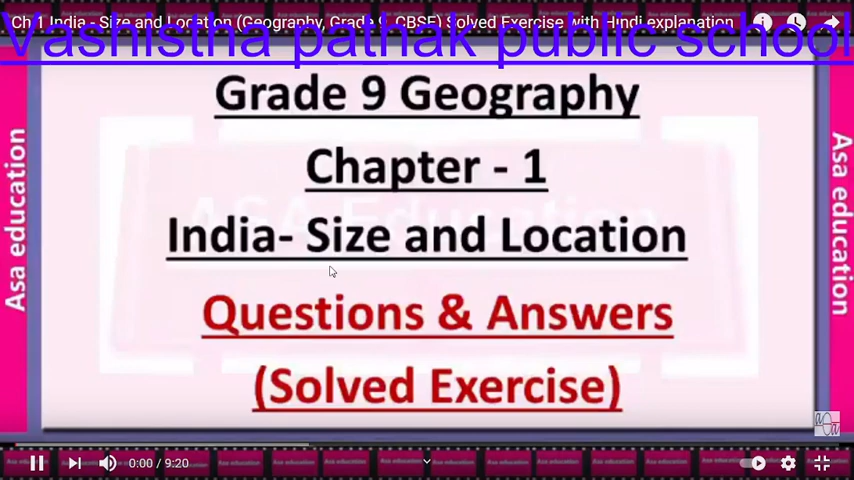 Ch 1 India - Size and Location (Geography, Grade 9, CBSE) Solved Exercise with Hindi explanation
Vashistha pathak public school
Grade 9 Geography
Chapter - 1
India- Size and Location
Questions & Answers
(Solved Exercise)
Asa education
Asa education
0:00 / 9:20